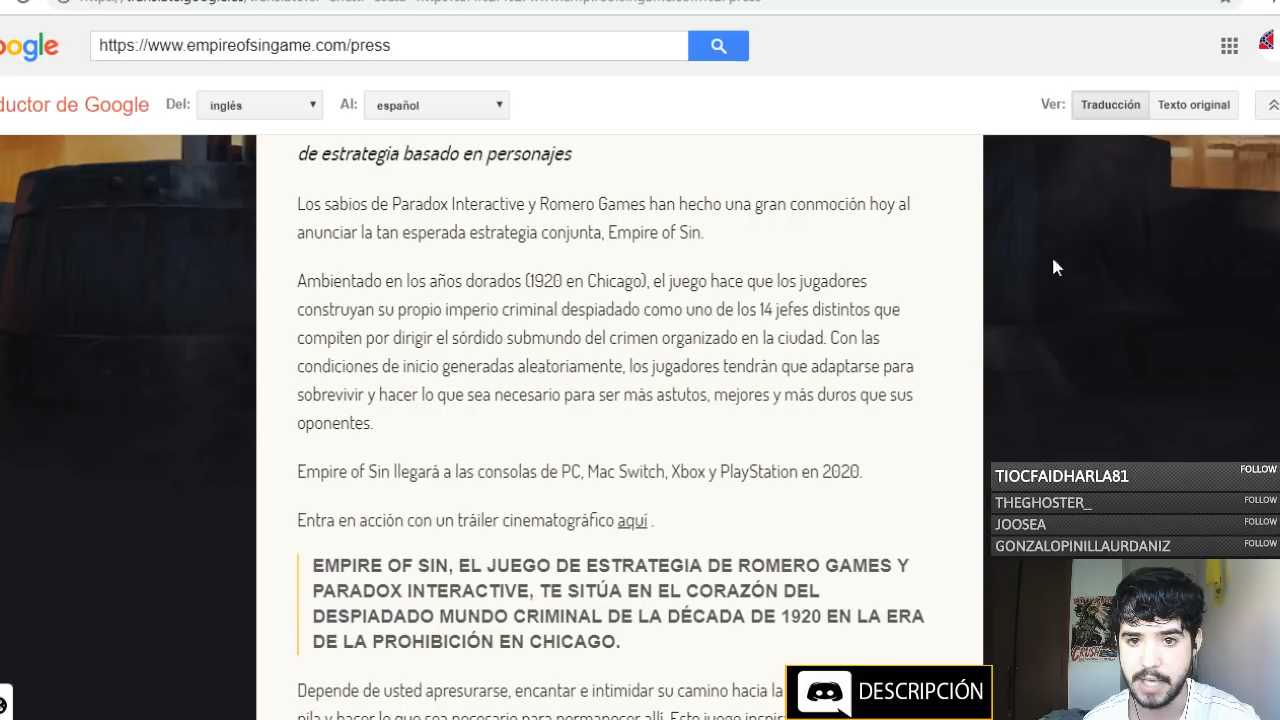 oogle
https://www.empireofsingame.com/press
ductor de Google Del: inglés Al: español Ver: Traducción Texto original
de estrategia basado en personajes
Los sabios de Paradox Interactive y Romero Games han hecho una gran conmoción hoy al
anunciar la tan esperada estrategia conjunta, Empire of Sin.
Ambientado en los años dorados (1920 en Chicago), el juego hace que los jugadores
construyan su propio imperio criminal despiadado como uno de los 14 jefes distintos que
compiten por dirigir el sórdido submundo del crimen organizado en la ciudad. Con las
condiciones de inicio generadas aleatoriamente, los jugadores tendrán que adaptarse para
sobrevivir y hacer lo que sea necesario para ser más astutos, mejores y más duros que sus
oponentes.
Empire of Sin llegará a las consolas de PC, Mac Switch, Xbox y PlayStation en 2020.
Entra en acción con un tráiler cinematográfico aquí .
EMPIRE OF SIN, EL JUEGO DE ESTRATEGIA DE ROMERO GAMES Y
PARADOX INTERACTIVE, TE SITÚA EN EL CORAZÓN DEL
DESPIADADO MUNDO CRIMINAL DE LA DÉCADA DE 1920 EN LA ERA
DE LA PROHIBICIÓN EN CHICAGO.
Depende de usted apresurarse, encantar e intimidar su camino hacia la
TIOCFAIDHARLA81 FOLLOW
THEGHOSTER_ FOLLOW
JOOSEA FOLLOW
GONZALOPINILLAURDANIZ FOLLOW
DESCRIPCIÓN